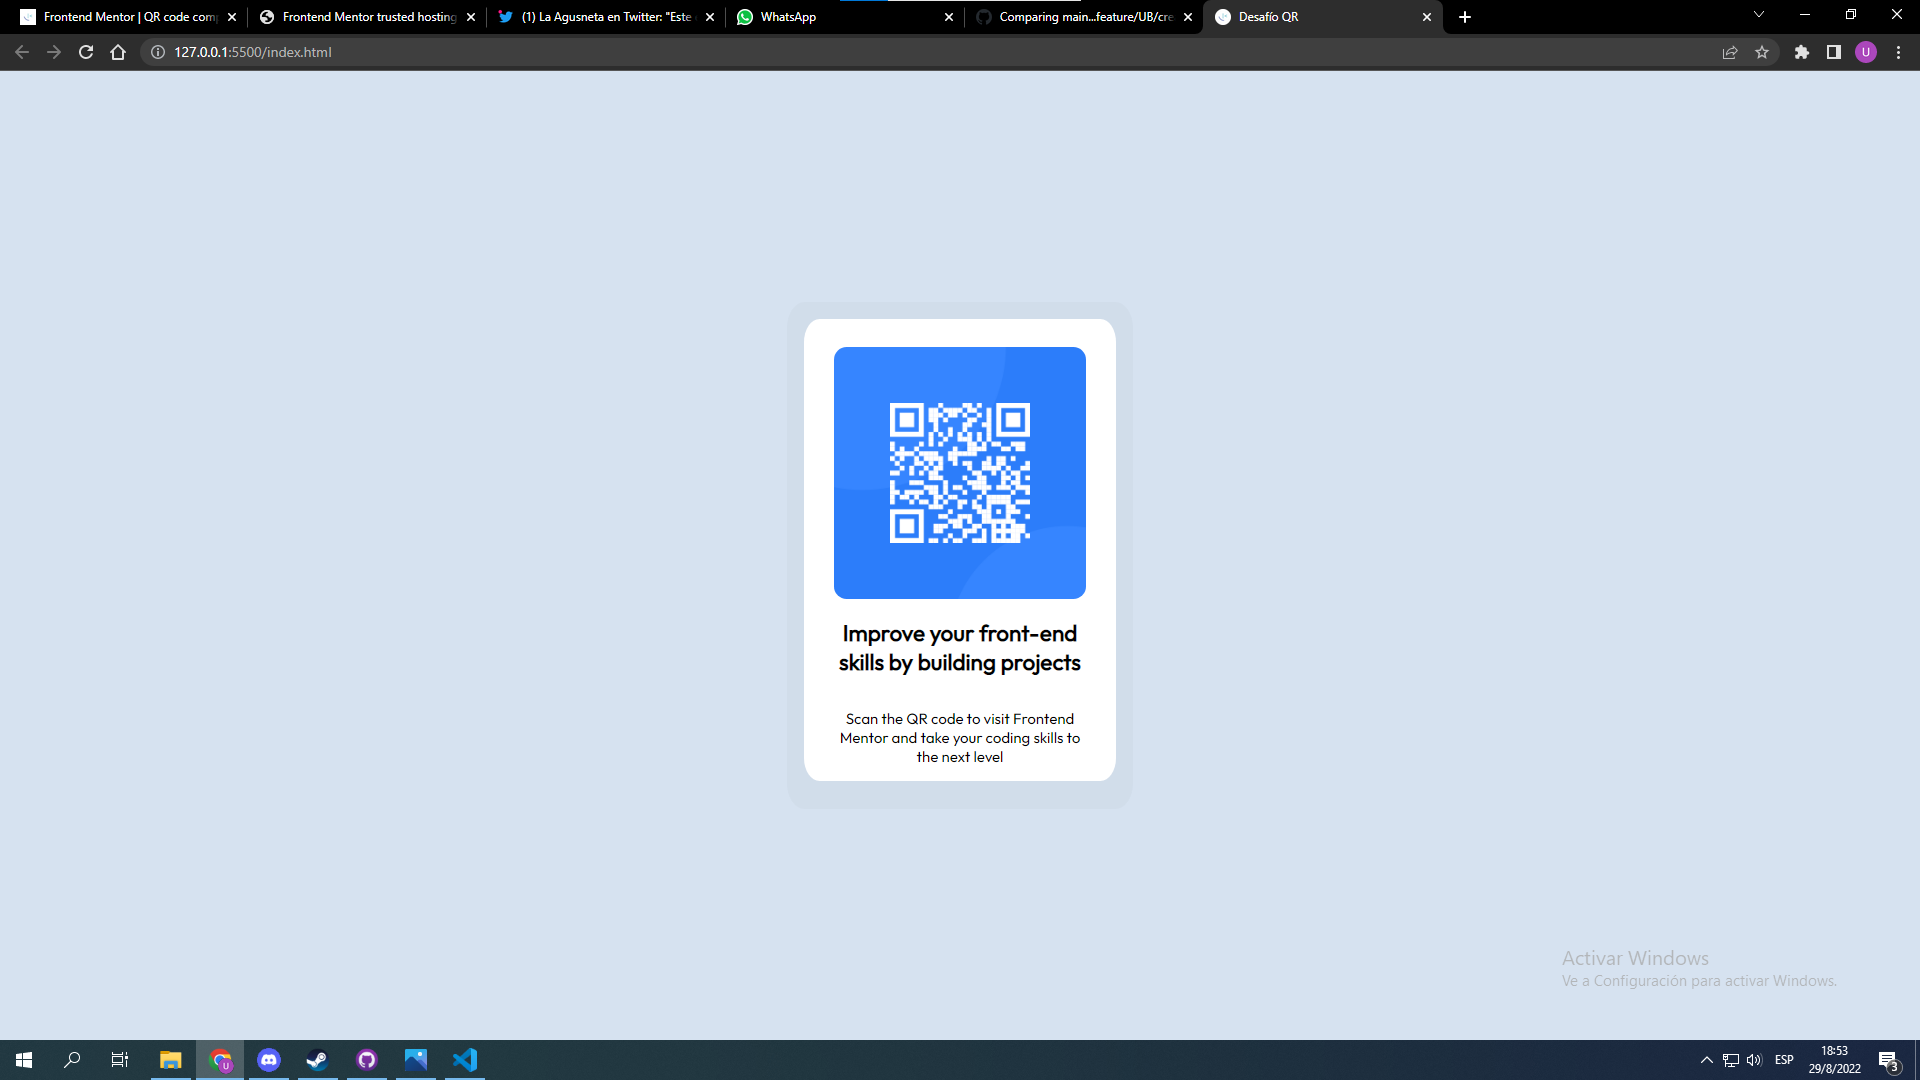 Frontend Mentor | QR code com
Frontend Mentor trusted hosting
(1) La Agusneta en Twitter: "Este
WhatsApp
Comparing main...feature/UB/cre
Desafío QR
127.0.0.1:5500/index.html
U
Improve your front-end
skills by building projects
Scan the QR code to visit Frontend
Mentor and take your coding skills to
the next level
Activar Windows
Ve a Configuración para activar Windows.
U
ESP
18:53
29/8/2022
3